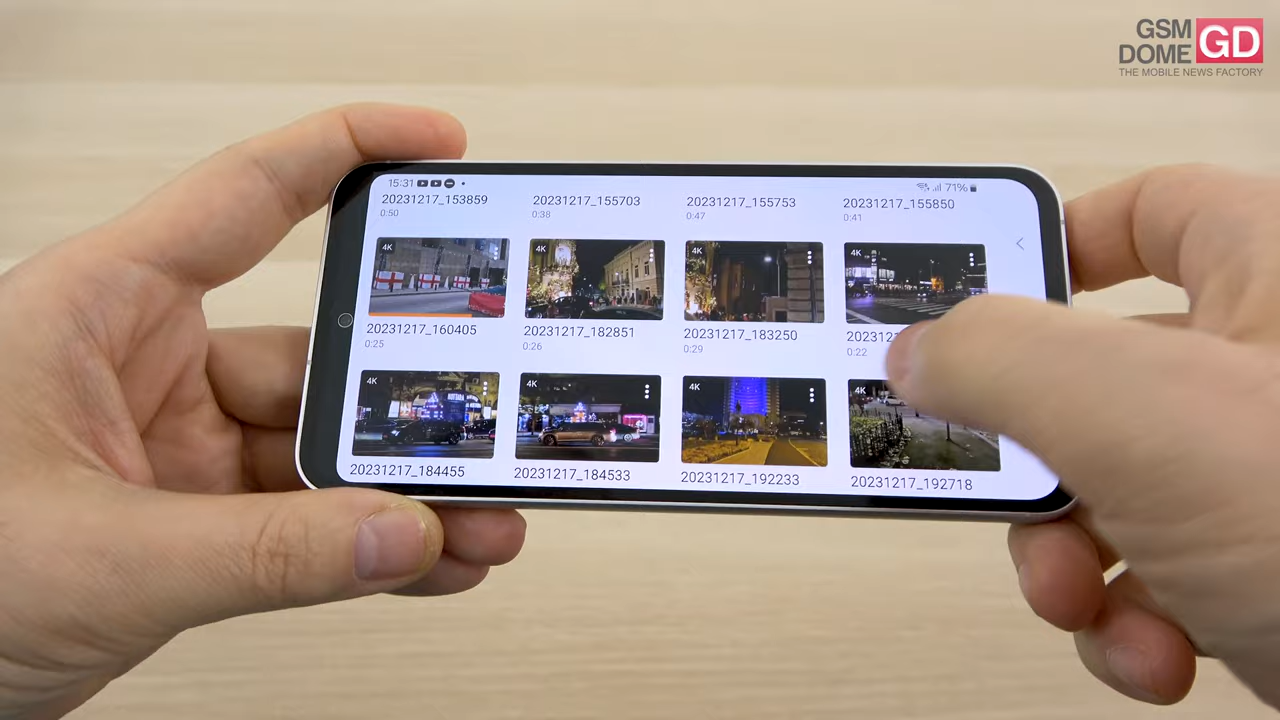 GSM
DOME GD
THE MOBILE NEWS FACTORY
15:31
71%
20231217_153859
20231217_155703
20231217_155753
20231217_155850
0:50
0:38
0:47
0:41
4K
4K
4K
4K
20231217_160405
20231217_182851
20231217_183250
0:25
0:26
0:29
0:22
4K
4K
4K
4K
20231217_184455
20231217_184533
20231217_192233
20231217_192718